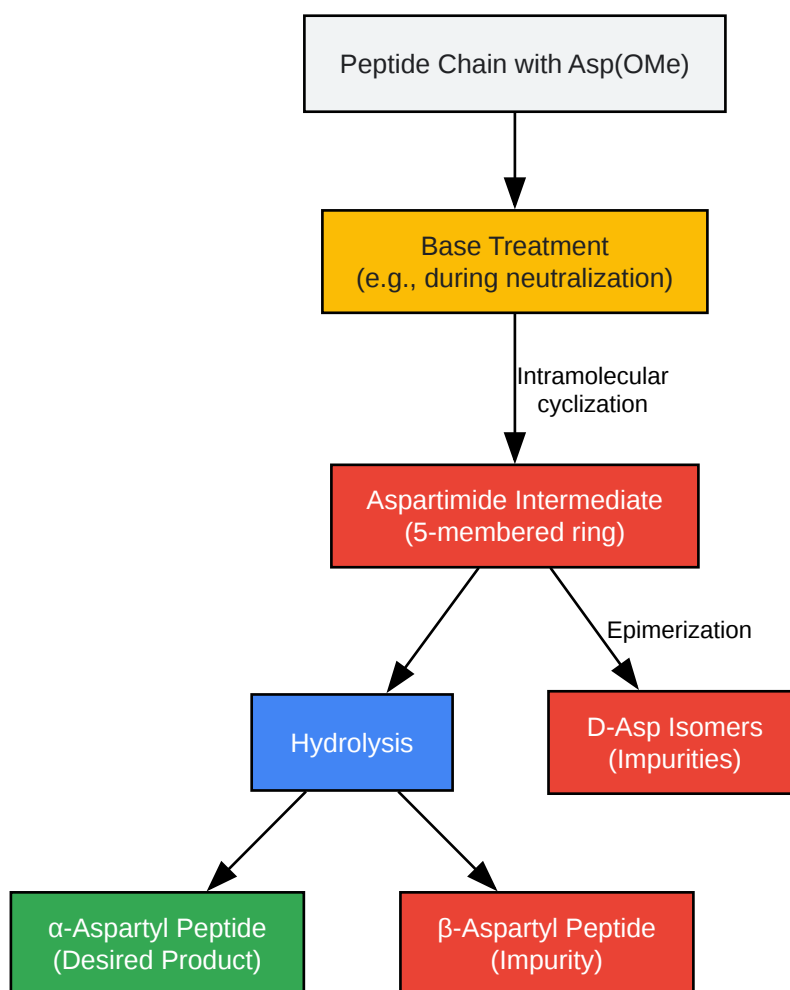 Peptide Chain with Asp(OMe)
Base Treatment
(e.g., during neutralization)
Intramolecular
cyclization
Aspartimide Intermediate
(5-membered ring)
Epimerization
Hydrolysis
D-Asp Isomers
(Impurities)
α-Aspartyl Peptide
(Desired Product)
β-Aspartyl Peptide
(Impurity)